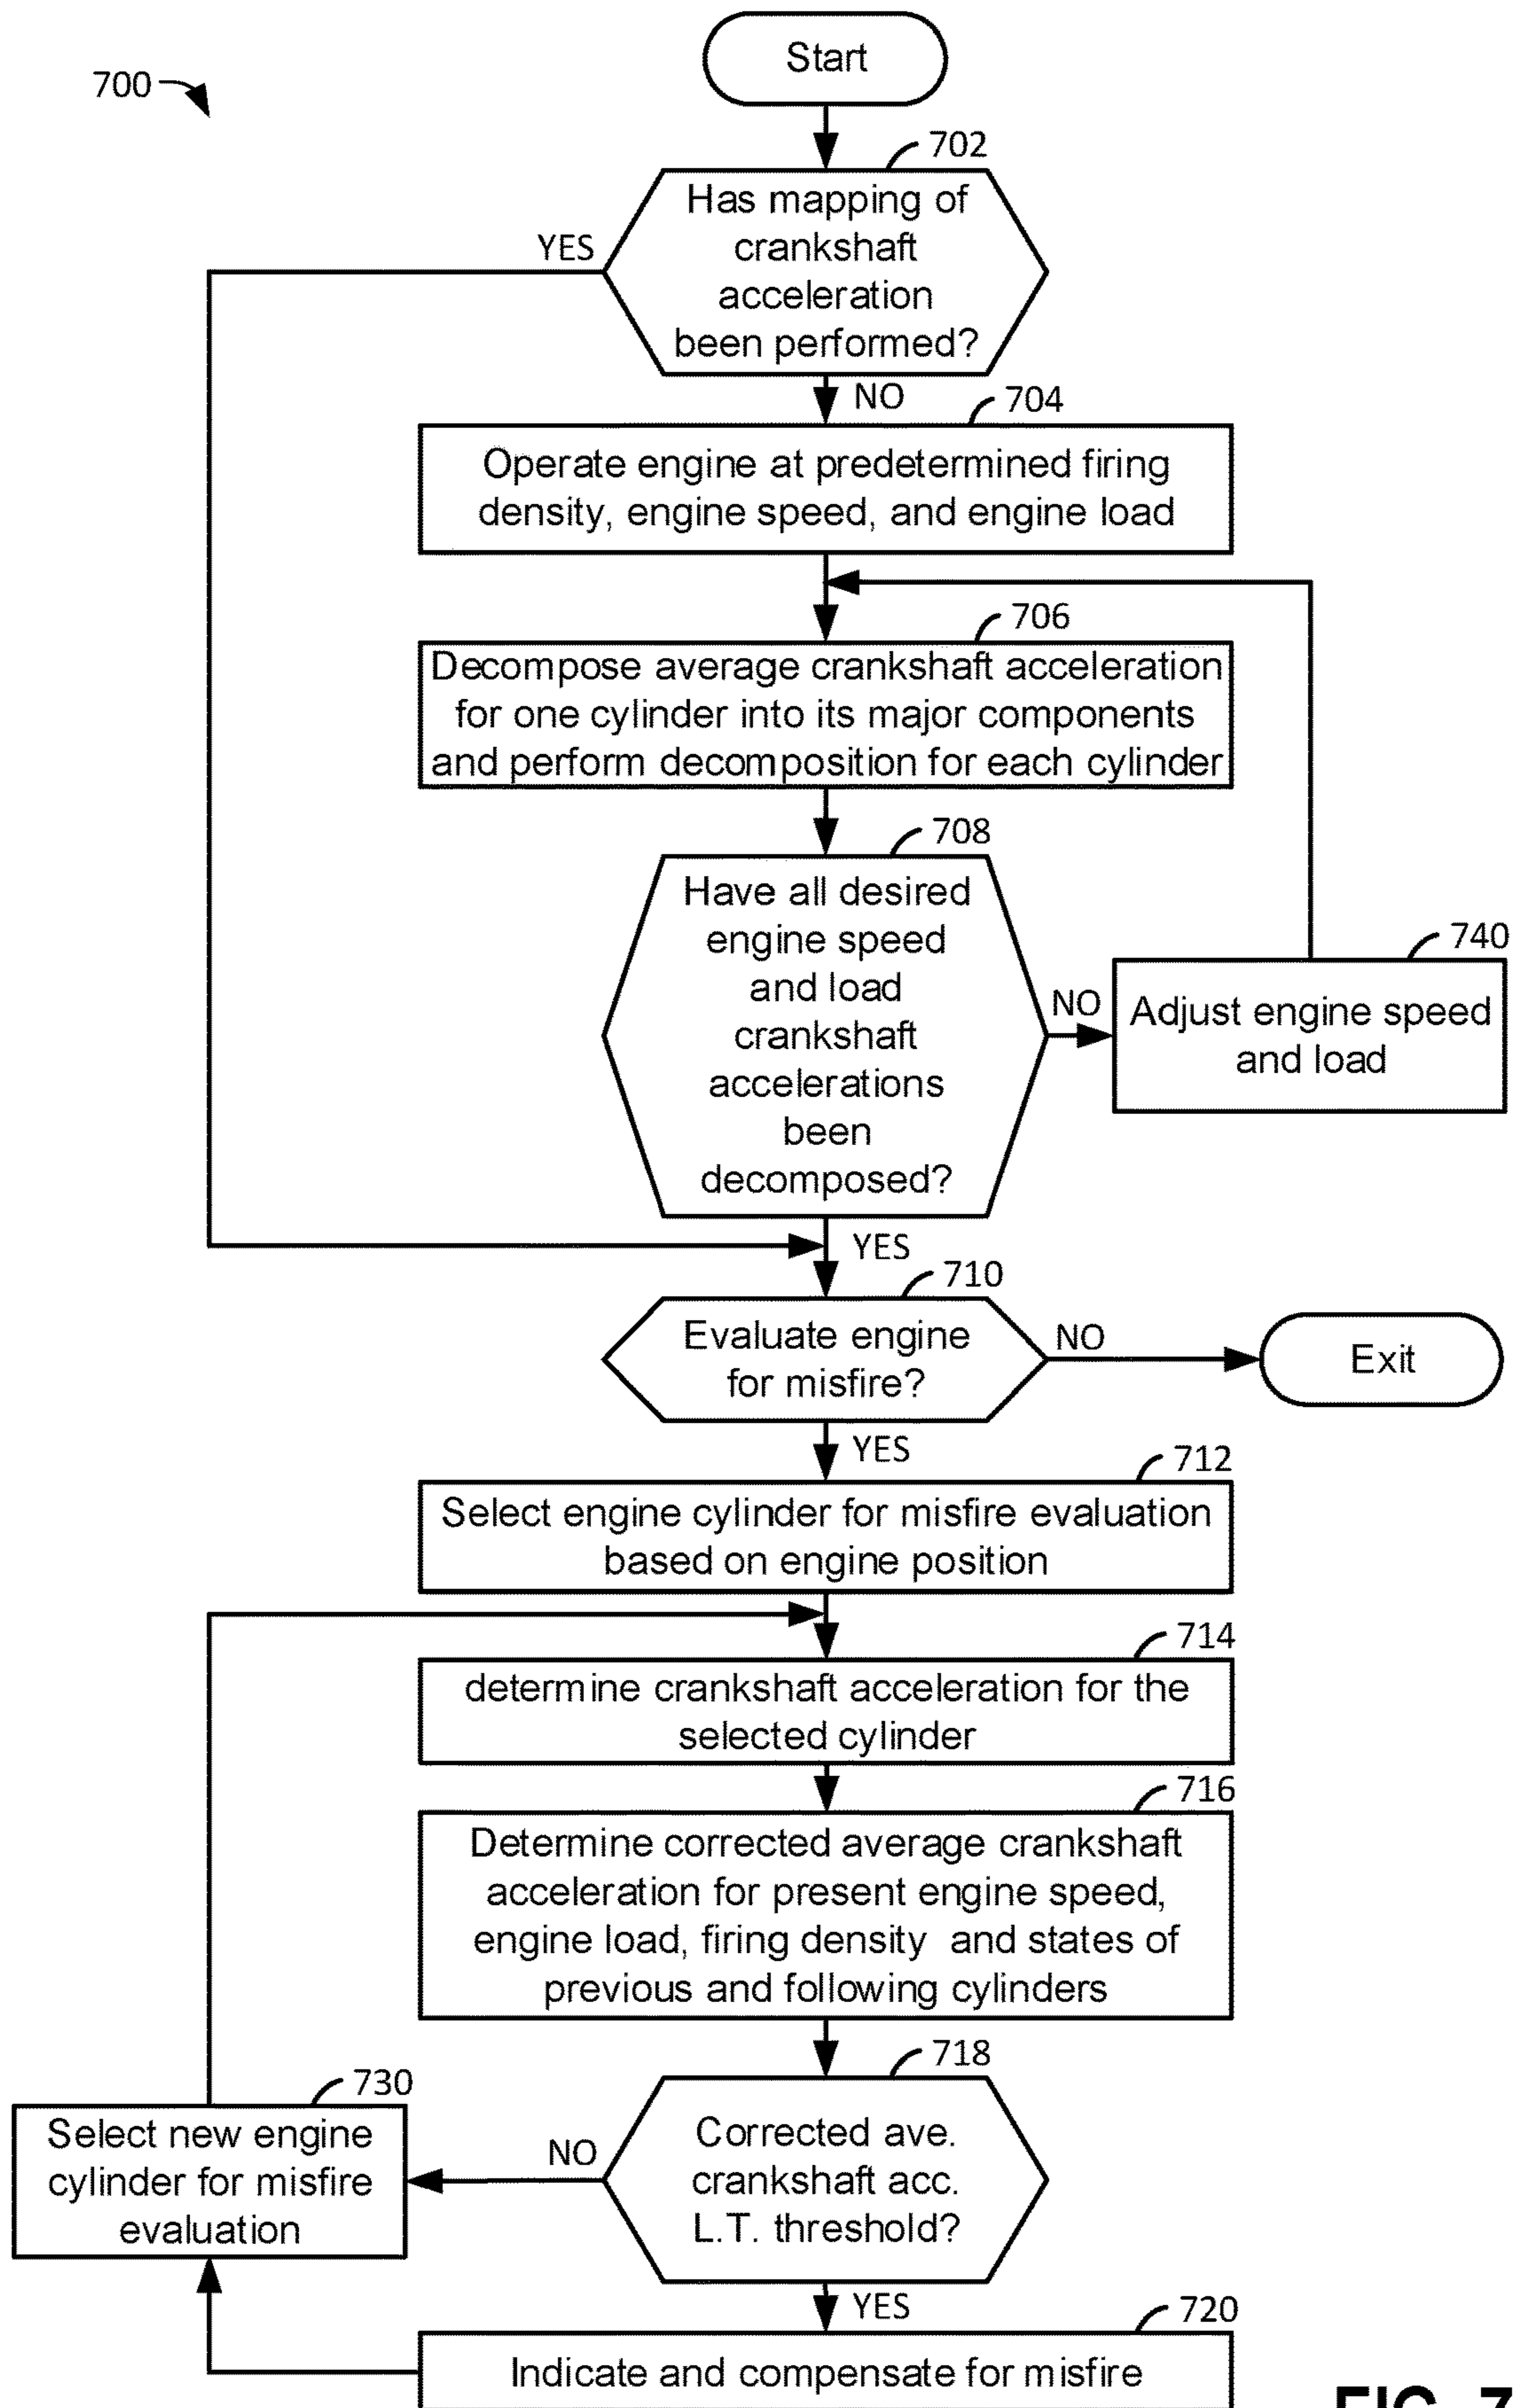 700
Start
702
Has mapping of
crankshaft
acceleration
been performed?
YES
NO
704
Operate engine at predetermined firing
density, engine speed, and engine load
706
Decompose average crankshaft acceleration
for one cylinder into its major components
and perform decomposition for each cylinder
708
Have all desired
engine speed
and load
crankshaft
accelerations
been
decomposed?
NO
740
Adjust engine speed
and load
YES
710
Evaluate engine
for misfire?
NO
Exit
YES
712
Select engine cylinder for misfire evaluation
based on engine position
714
determine crankshaft acceleration for the
selected cylinder
716
Determine corrected average crankshaft
acceleration for present engine speed,
engine load, firing density and states of
previous and following cylinders
718
Corrected ave.
crankshaft acc.
L.T. threshold?
NO
730
Select new engine
cylinder for misfire
evaluation
YES
720
Indicate and compensate for misfire
FIG. 7